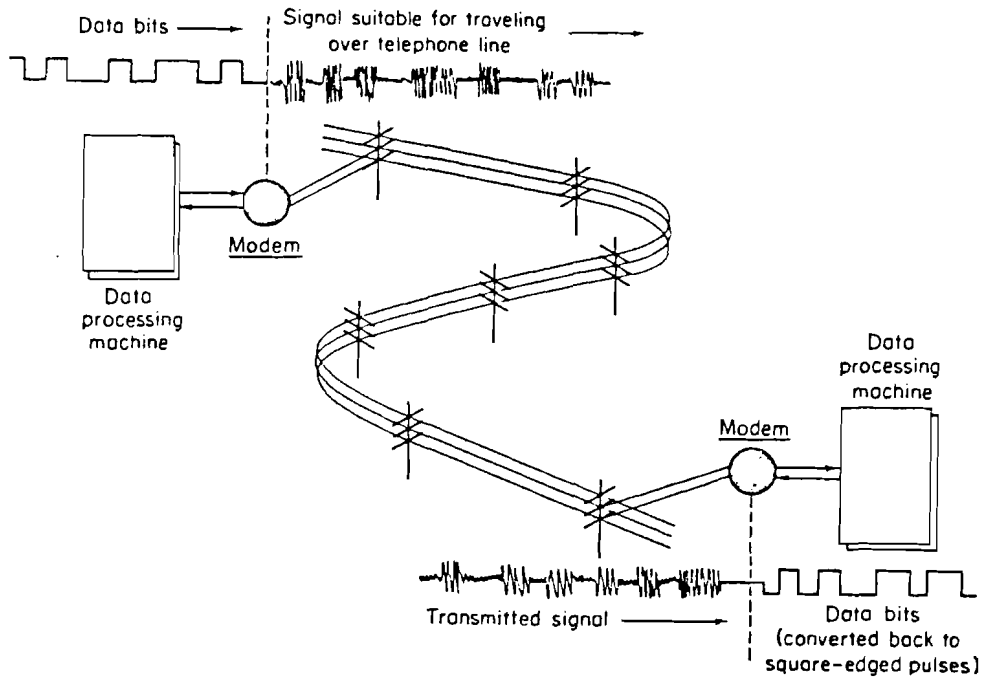 Data bits
Signal suitable for traveling
over telephone line
Modem
Data
processing
machine
Data
processing
machine
Modem
Transmitted signal
Data bits
(converted back to
square-edged pulses)